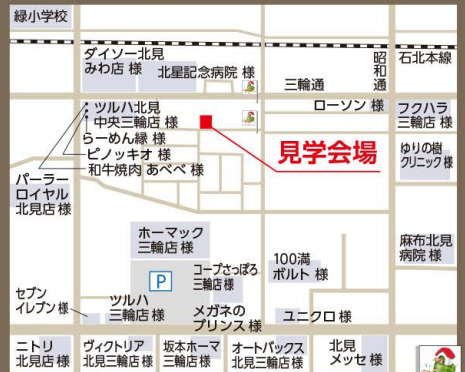 緑小学校
ダイソー北見
みわ店 様
北星記念病院 様
昭和通
石北本線
三輪通
ローソン 様
フクハラ
三輪店 様
・ツルハ北見
・中央三輪店 様
らーめん縁 様
ピノッキオ 様
和牛焼肉 あべべ 様
見学会場
ゆりの樹
クリニック 様
パーラー
ロイヤル
北見店 様
ホーマック
三輪店 様
麻布北見
病院 様
P
コープさっぽろ
三輪店 様
100満
ボルト 様
セブン
イレブン 様
ツルハ
三輪店 様
メガネの
プリンス 様
ユニクロ 様
ニトリ
北見店 様
ヴィクトリア
北見三輪店 様
坂本ホーマ
三輪店 様
オートバックス
北見三輪店 様
北見
メッセ 様